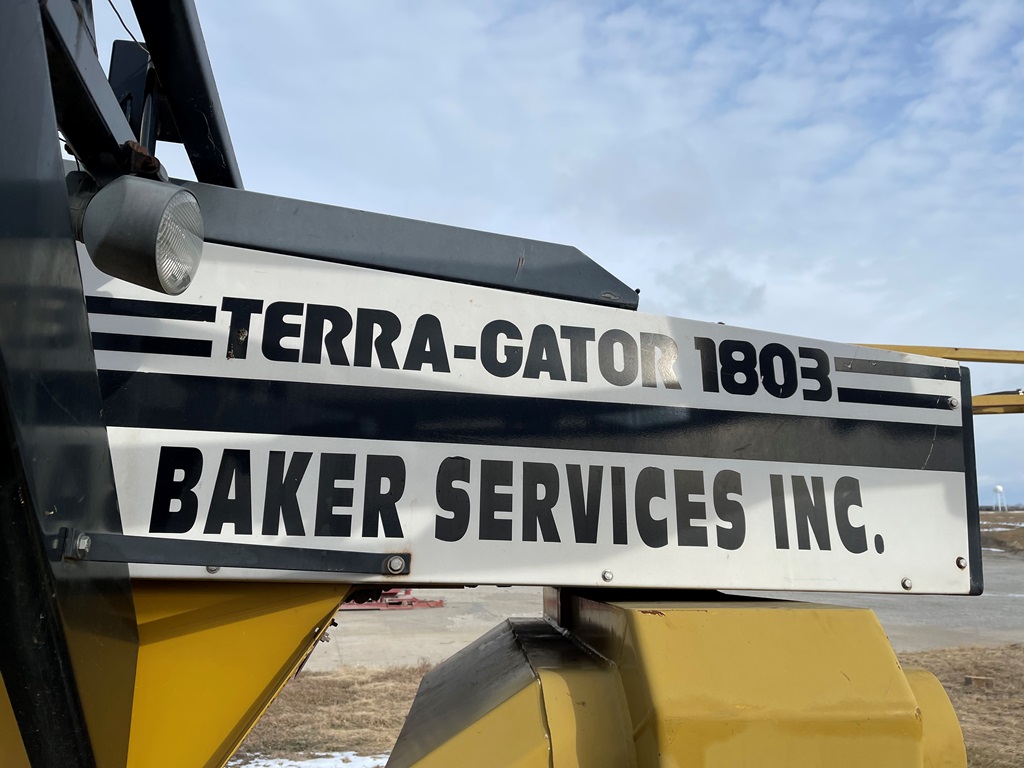 TERRA-GATOR 1803
BAKER SERVICES INC.